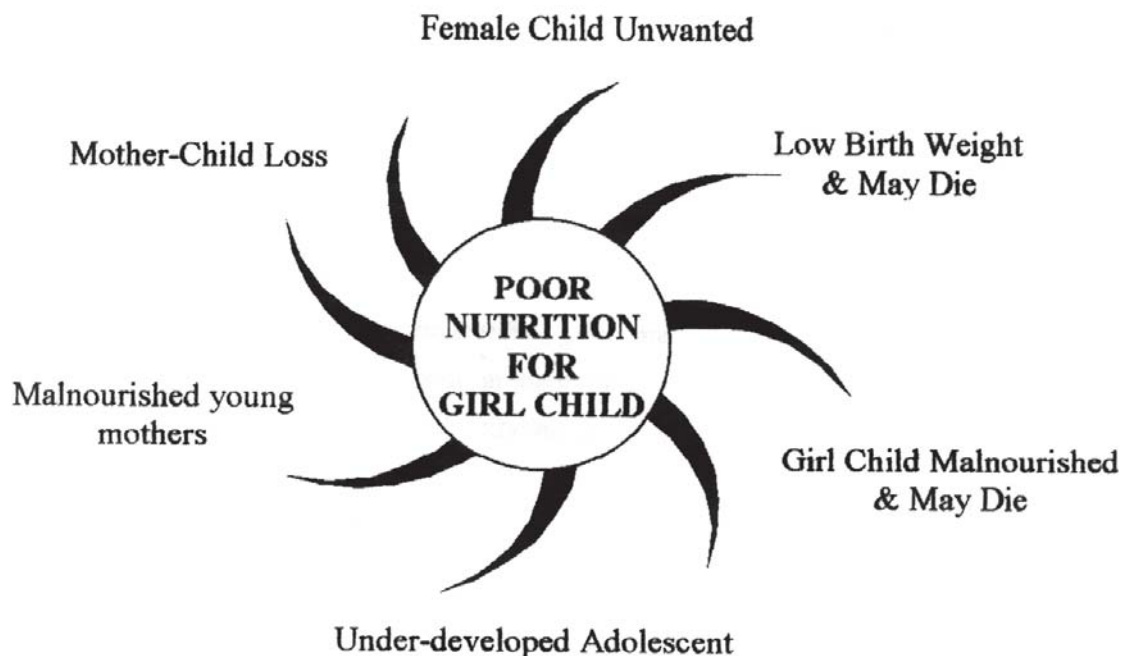 Female Child Unwanted
Mother-Child Loss
Low Birth Weight
& May Die
POOR
NUTRITION
FOR
GIRL CHILD
Malnourished young
mothers
Girl Child Malnourished
& May Die
Under-developed Adolescent